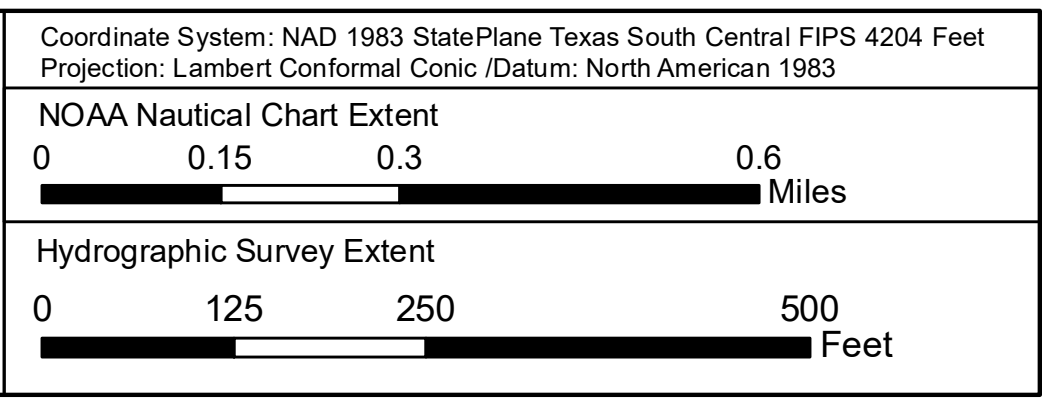 Coordinate System: NAD 1983 StatePlane Texas South Central FIPS 4204 Feet
Projection: Lambert Conformal Conic /Datum: North American 1983
NOAA Nautical Chart Extent
0 0.15 0.3 0.6
Miles
Hydrographic Survey Extent
0 125 250 500
Feet